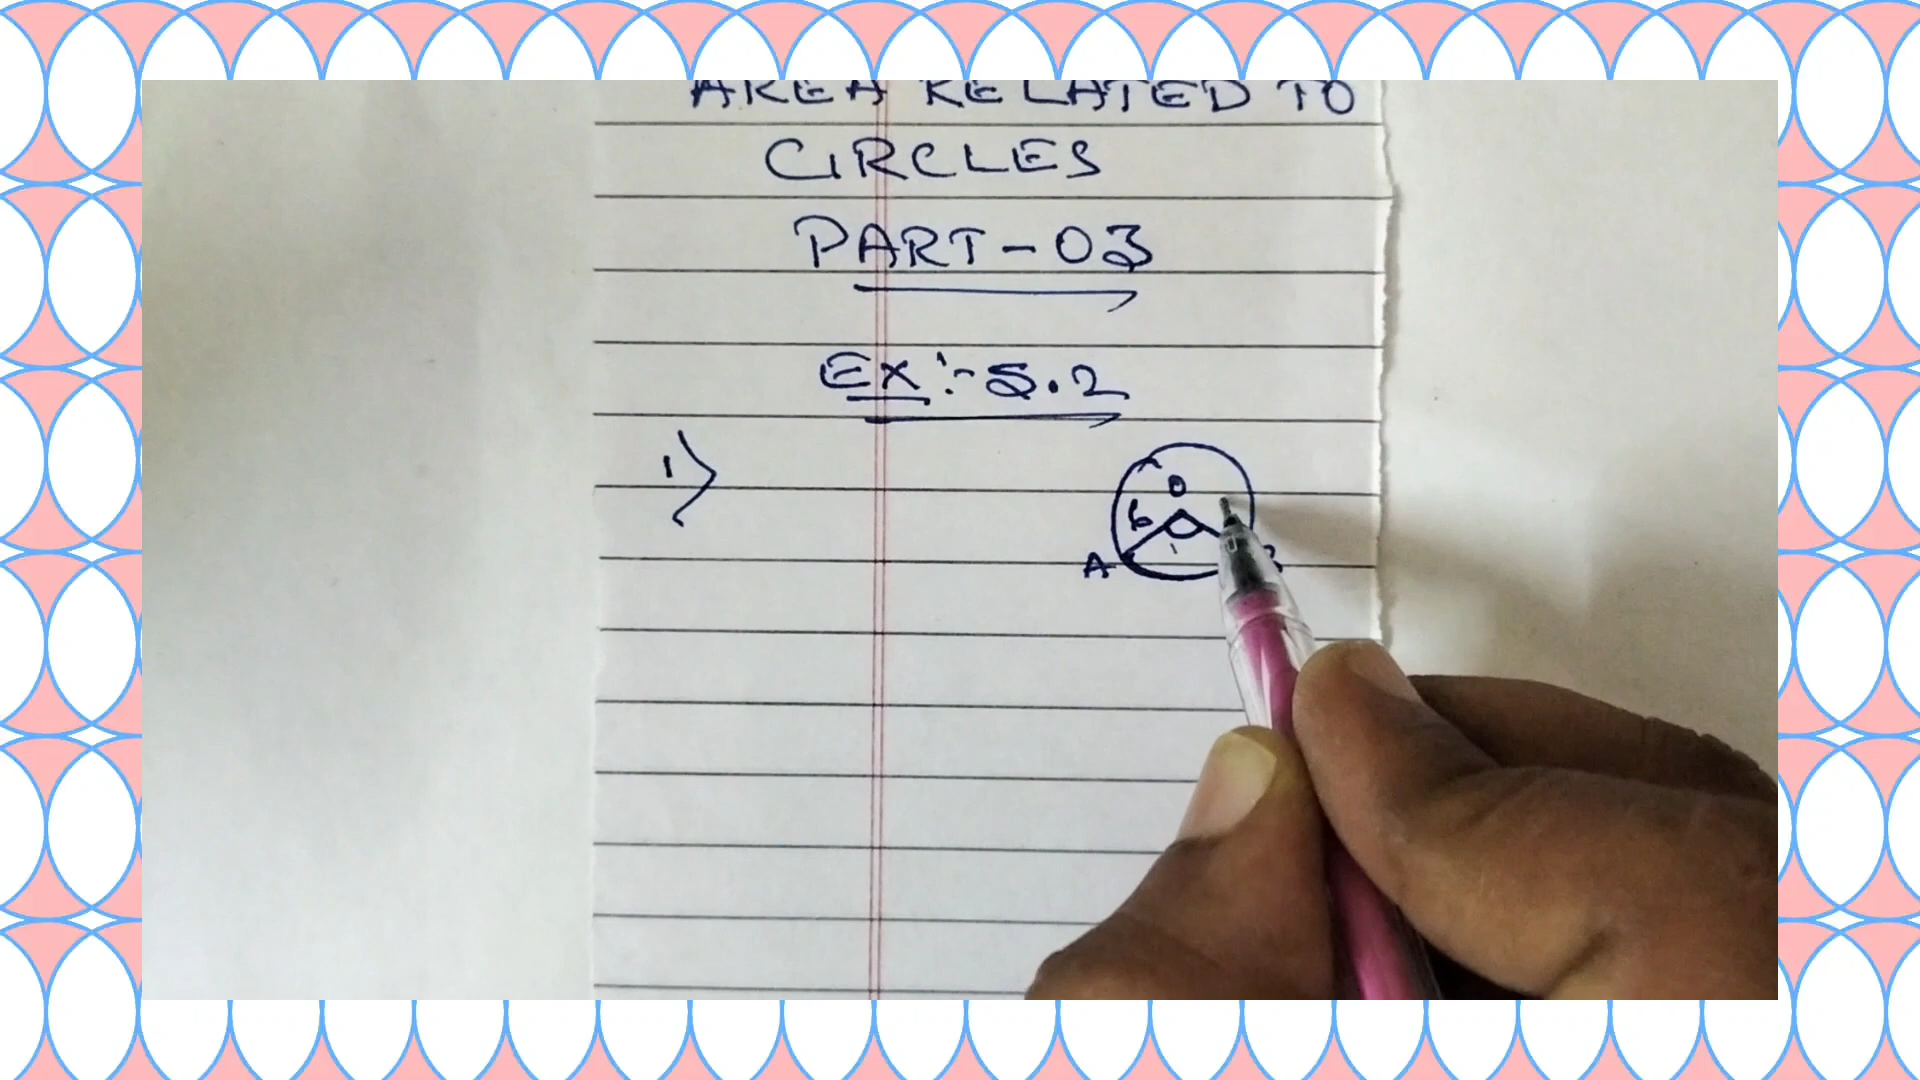 AREA RELATED TO
CIRCLES
PART-03
EX:- 5.2
1)
O
6
A